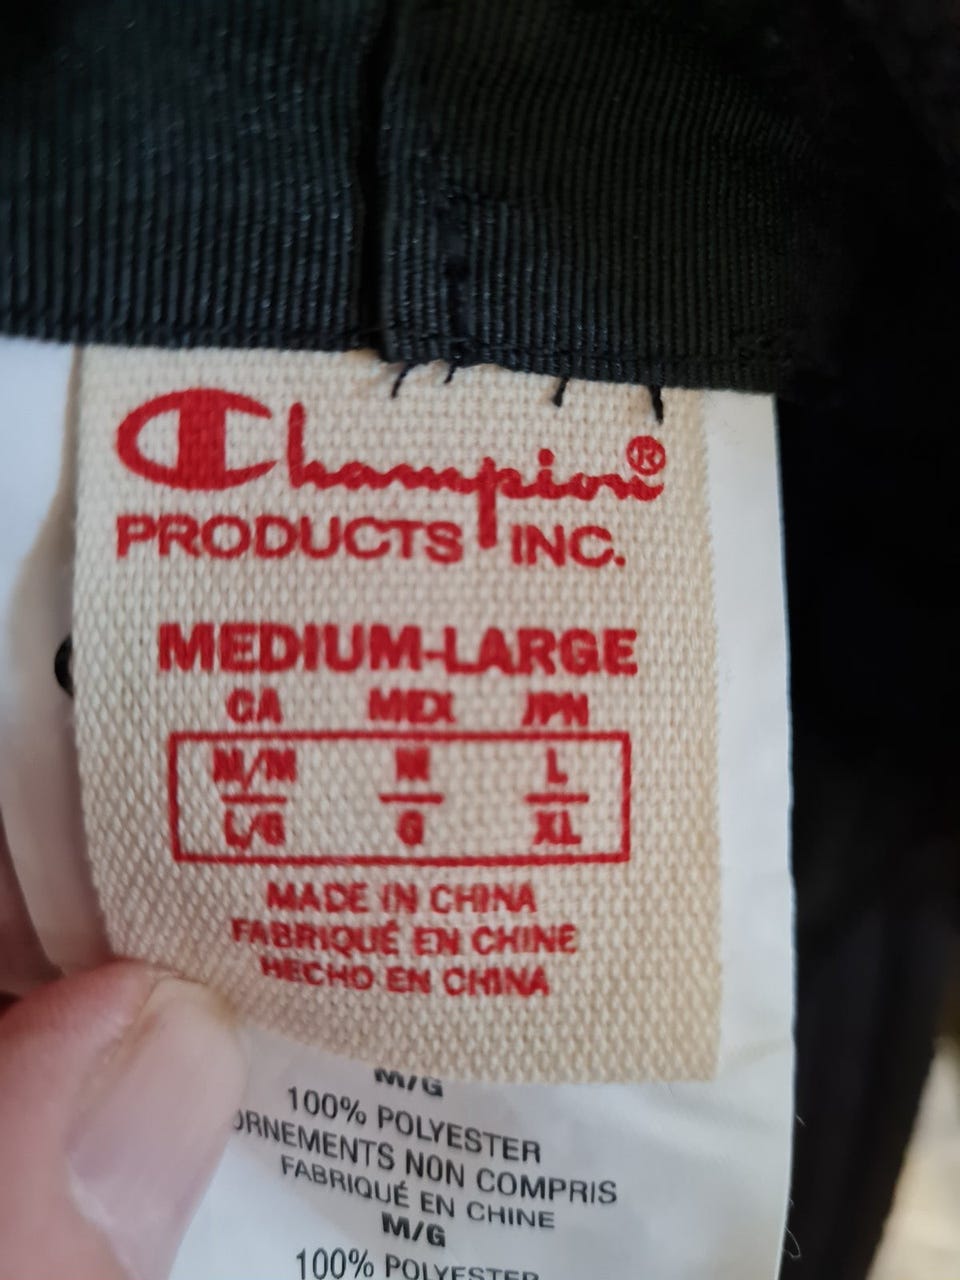 Champion®
PRODUCTS INC.
MEDIUM-LARGE
CA MEX JPN
M/M M L
L/G G XL
MADE IN CHINA
FABRIQUÉ EN CHINE
HECHO EN CHINA
M/G
100% POLYESTER
ORNEMENTS NON COMPRIS
FABRIQUÉ EN CHINE
M/G
100% POLYESTER